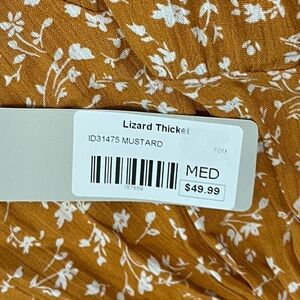 Lizard Thicket
ID31475 MUSTARD
MED
$49.99